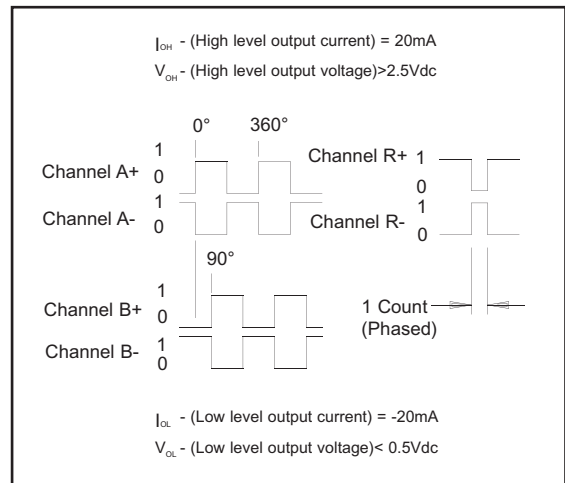 IOH - (High level output current) = 20mA
VOH - (High level output voltage)>2.5Vdc
0° 360°
Channel A+ 1
0
Channel A- 1
0
Channel R+ 1
0
Channel R- 1
0
90°
Channel B+ 1
0
Channel B- 1
0
1 Count
(Phased)
IOL - (Low level output current) = -20mA
VOL - (Low level output voltage)< 0.5Vdc